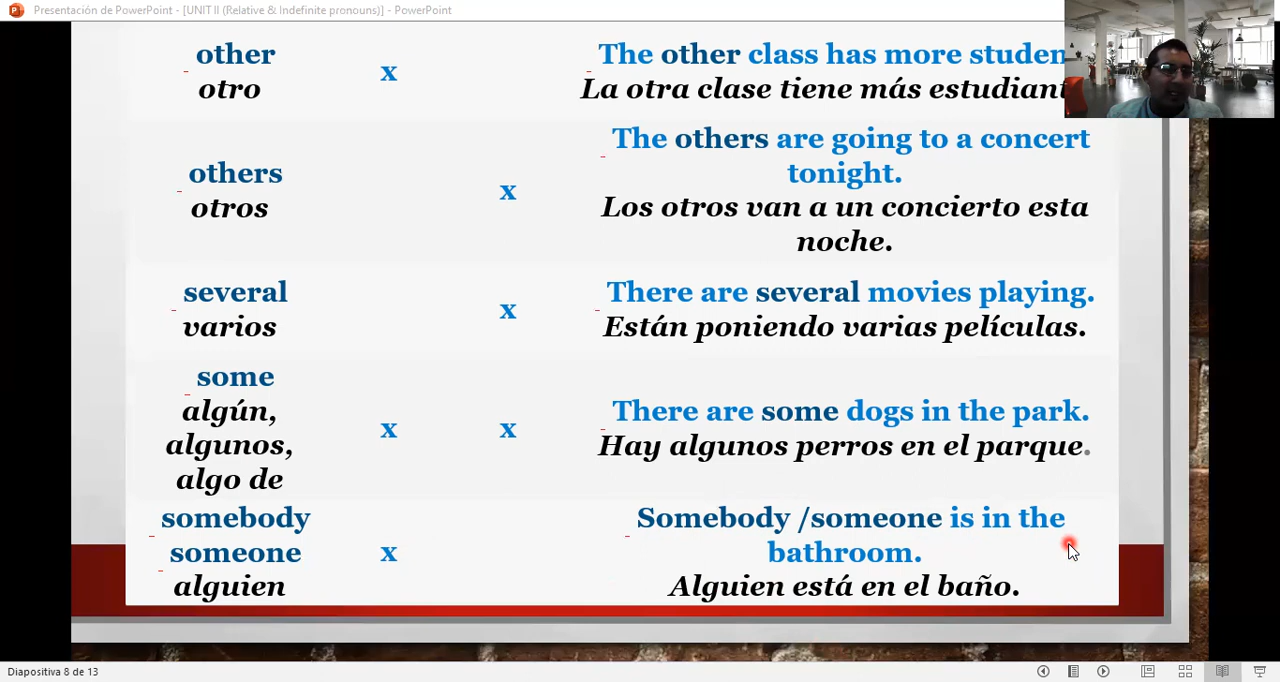 Presentación de PowerPoint - [UNIT II (Relative & Indefinite pronouns)] - PowerPoint
other
otro
x
The other class has more studen
La otra clase tiene más estudian
others
otros
x
The others are going to a concert
tonight.
Los otros van a un concierto esta
noche.
several
varios
x
There are several movies playing.
Están poniendo varias películas.
some
algún,
algunos,
algo de
x
x
There are some dogs in the park.
Hay algunos perros en el parque.
somebody
someone
alguien
x
Somebody /someone is in the
bathroom.
Alguien está en el baño.
Diapositiva 8 de 13